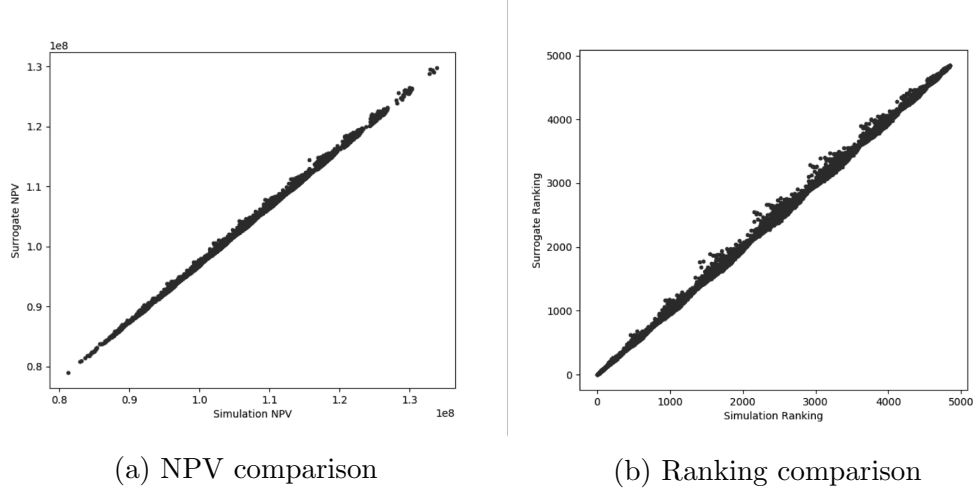 1e8
1.3
1.2
1.1
1.0
0.9
0.8
Surrogate NPV
0.8 0.9 1.0 1.1 1.2 1.3
1e8
Simulation NPV
(a) NPV comparison
5000
4000
3000
2000
1000
0
Surrogate Ranking
0 1000 2000 3000 4000 5000
Simulation Ranking
(b) Ranking comparison